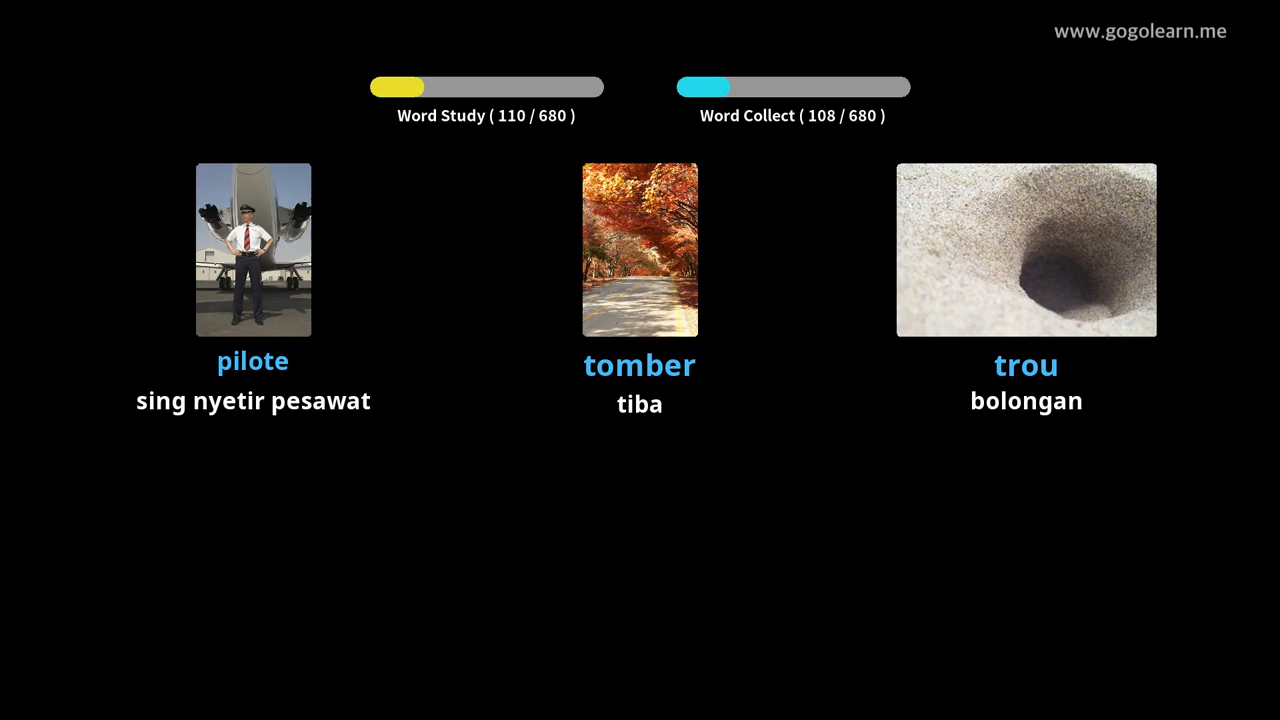 www.gogolearn.me
Word Study ( 110 / 680 )
Word Collect ( 108 / 680 )
pilote
sing nyetir pesawat
tomber
tiba
trou
bolongan